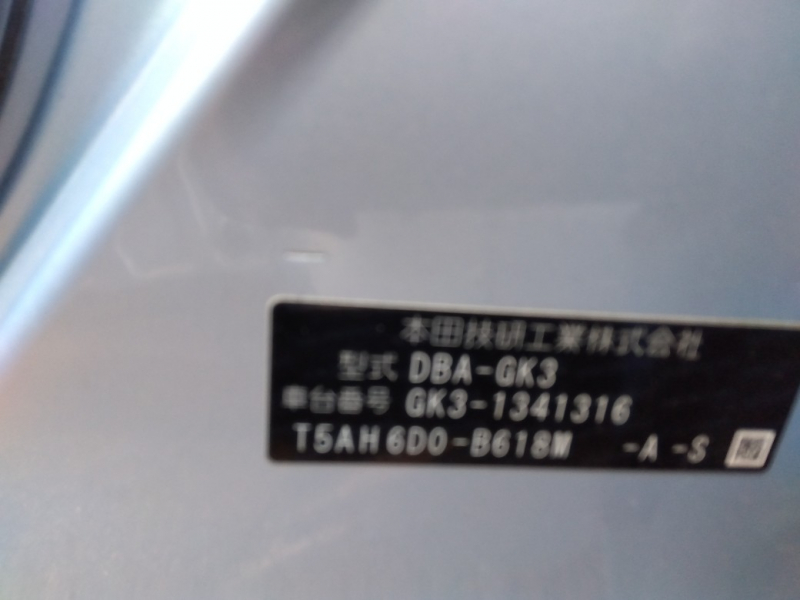 本田技研工業株式会社
型式 DBA-GK3
車台番号 GK3-1341316
T5AH6D0-B618M -A -S